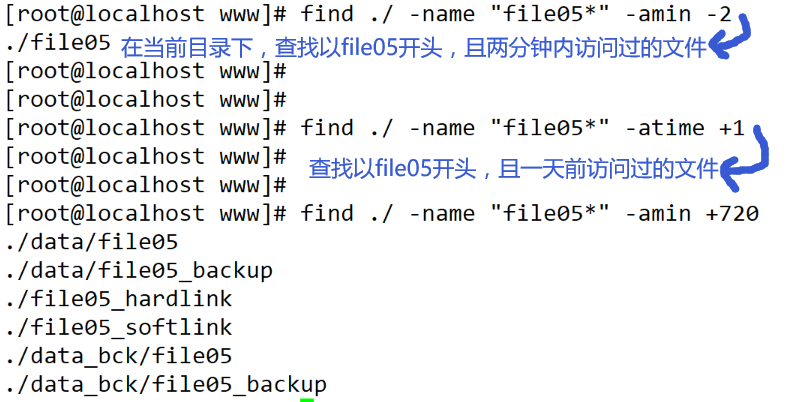 [root@localhost www]# find ./ -name "file05*" -amin -2
./file05 在当前目录下，查找以file05开头，且两分钟内访问过的文件
[root@localhost www]#
[root@localhost www]#
[root@localhost www]# find ./ -name "file05*" -atime +1
[root@localhost www]#
查找以file05开头，且一天前访问过的文件
[root@localhost www]#
[root@localhost www]# find ./ -name "file05*" -amin +720
./data/file05
./data/file05_backup
./file05_hardlink
./file05_softlink
./data_bck/file05
./data_bck/file05_backup